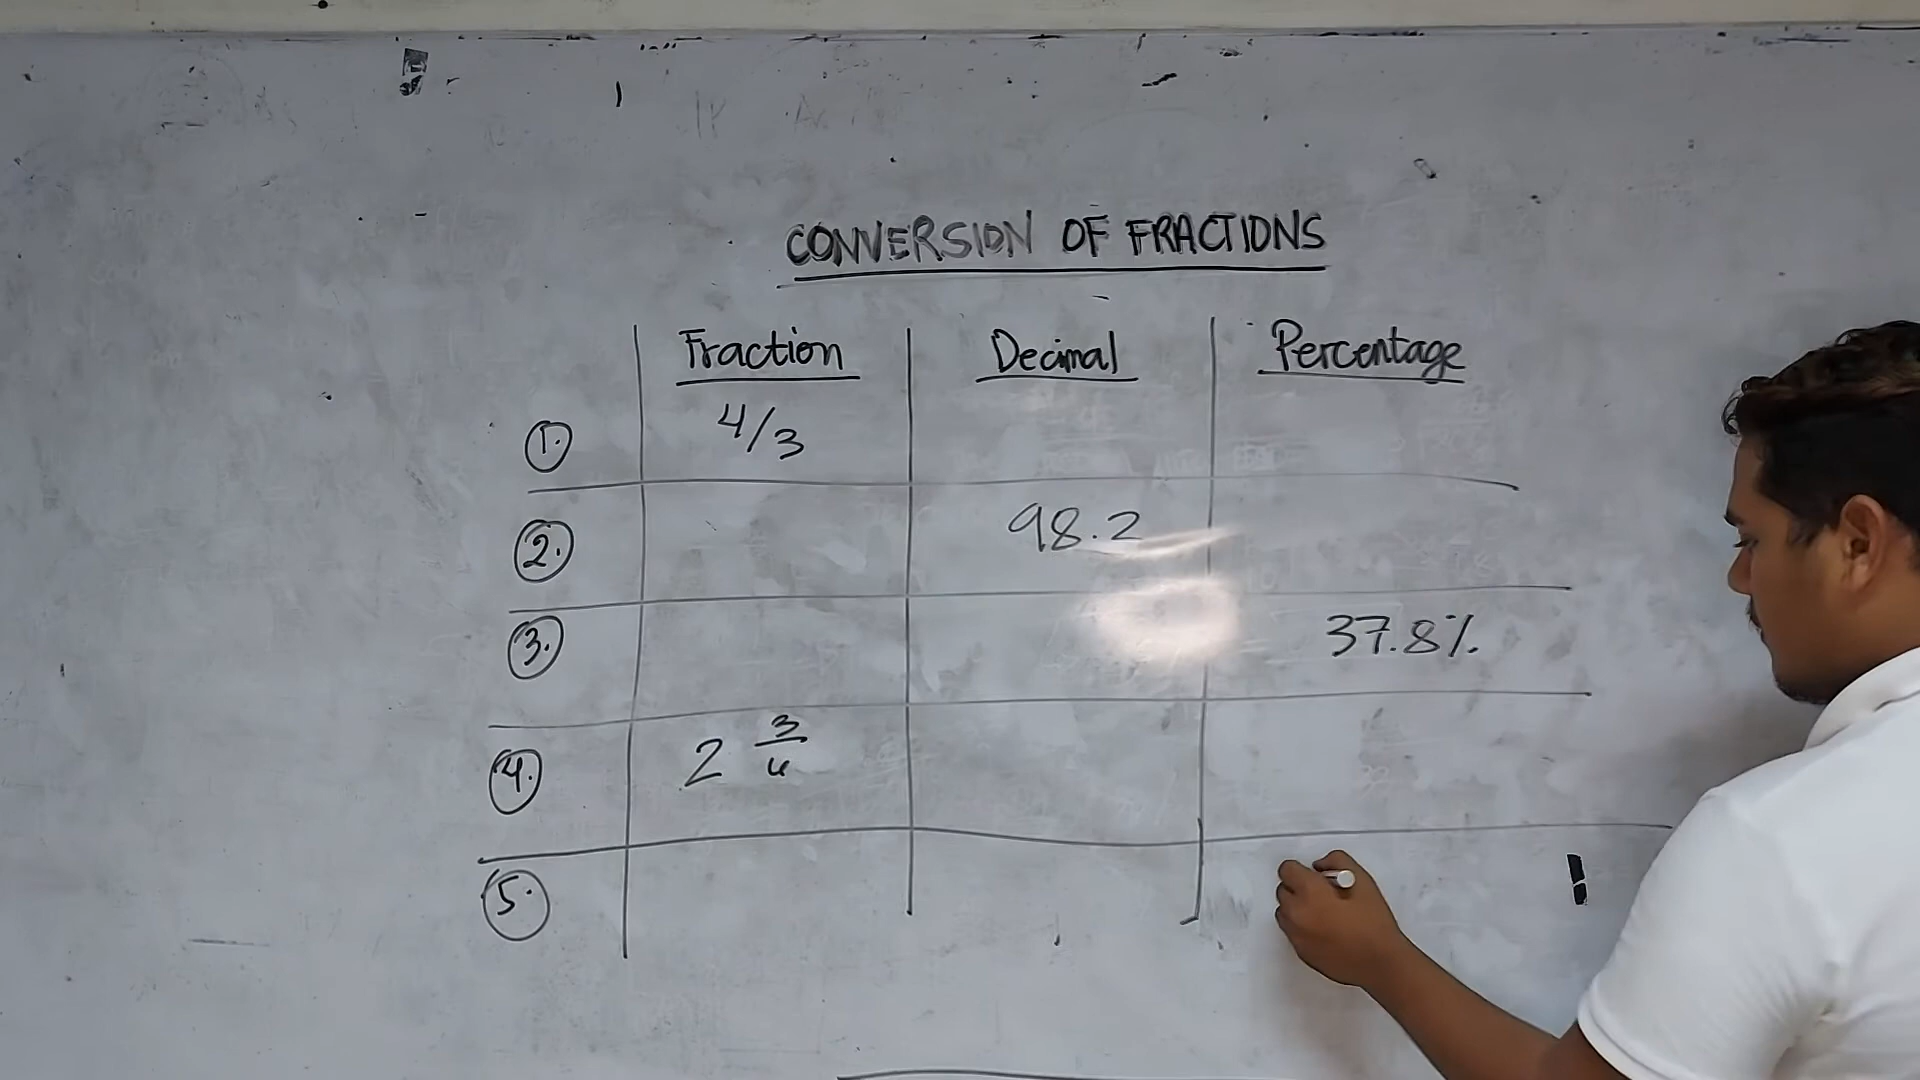 CONVERSION OF FRACTIONS
Fraction Decimal Percentage
1. 4/3
2. 98.2
3. 37.8%
4. 2 3/4
5.